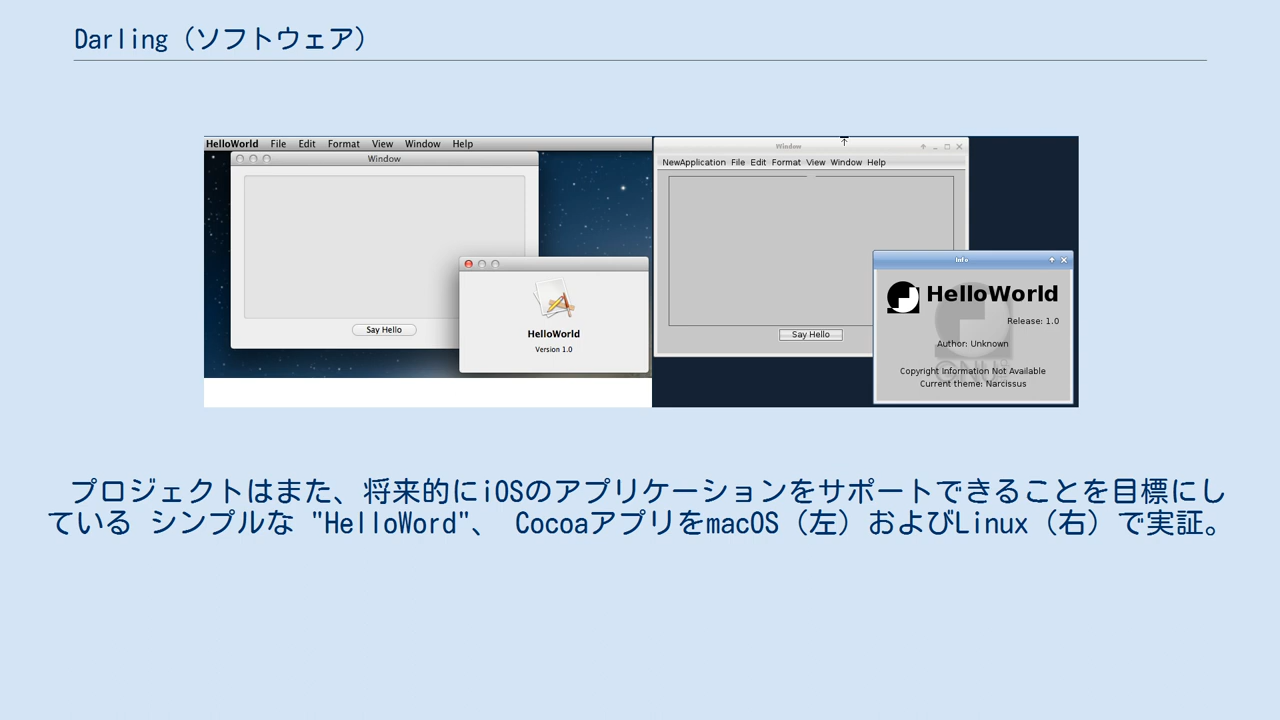 Darling（ソフトウェア）
HelloWorld File Edit Format View Window Help
Window
Say Hello
HelloWorld
Version 1.0
Window
NewApplication File Edit Format View Window Help
Say Hello
Info
HelloWorld
Release: 1.0
Author: Unknown
Copyright Information Not Available
Current theme: Narcissus
プロジェクトはまた、将来的にiOSのアプリケーションをサポートできることを目標にし
ている シンプルな "HelloWord"、 CocoaアプリをmacOS（左）およびLinux（右）で実証。